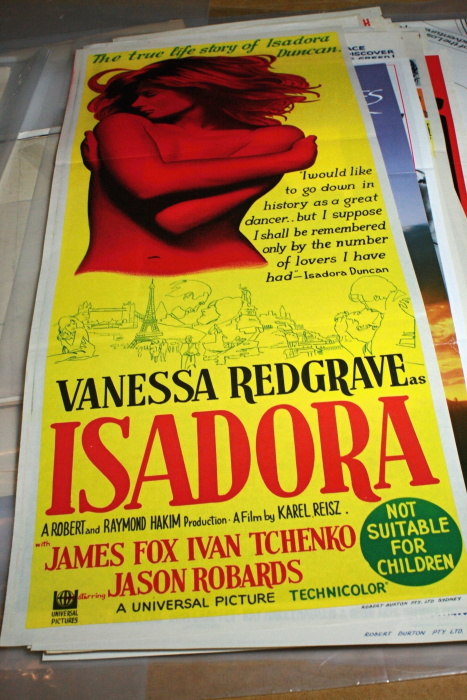 The true life story of Isadora
Duncan.
"I would like
to go down in
history as a great
dancer.. but I suppose
I shall be remembered
only by the number
of lovers I have
had"-Isadora Duncan
VANESSA REDGRAVE as
ISADORA
A ROBERT and RAYMOND HAKIM Production · A Film by KAREL REISZ.
with
JAMES FOX IVAN TCHENKO
starring JASON ROBARDS
A UNIVERSAL PICTURE TECHNICOLOR
UNIVERSAL
PICTURES
NOT
SUITABLE
FOR
CHILDREN
ROBERT BURTON PTY. LTD. SYDNEY
ROBERT BURTON PTY LTD.
H
DISCOVER